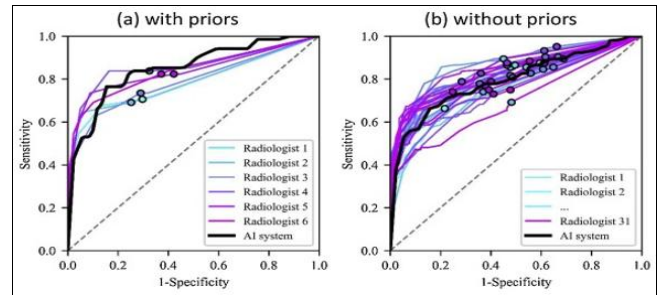 (a) with priors
(b) without priors
1.0
0.8
0.6
0.4
0.2
0.0
Sensitivity
Radiologist 1
Radiologist 2
Radiologist 3
Radiologist 4
Radiologist 5
Radiologist 6
AI system
0.0 0.2 0.4 0.6 0.8 1.0
1-Specificity
1.0
0.8
0.6
0.4
0.2
0.0
Sensitivity
Radiologist 1
Radiologist 2
...
Radiologist 31
AI system
0.0 0.2 0.4 0.6 0.8 1.0
1-Specificity